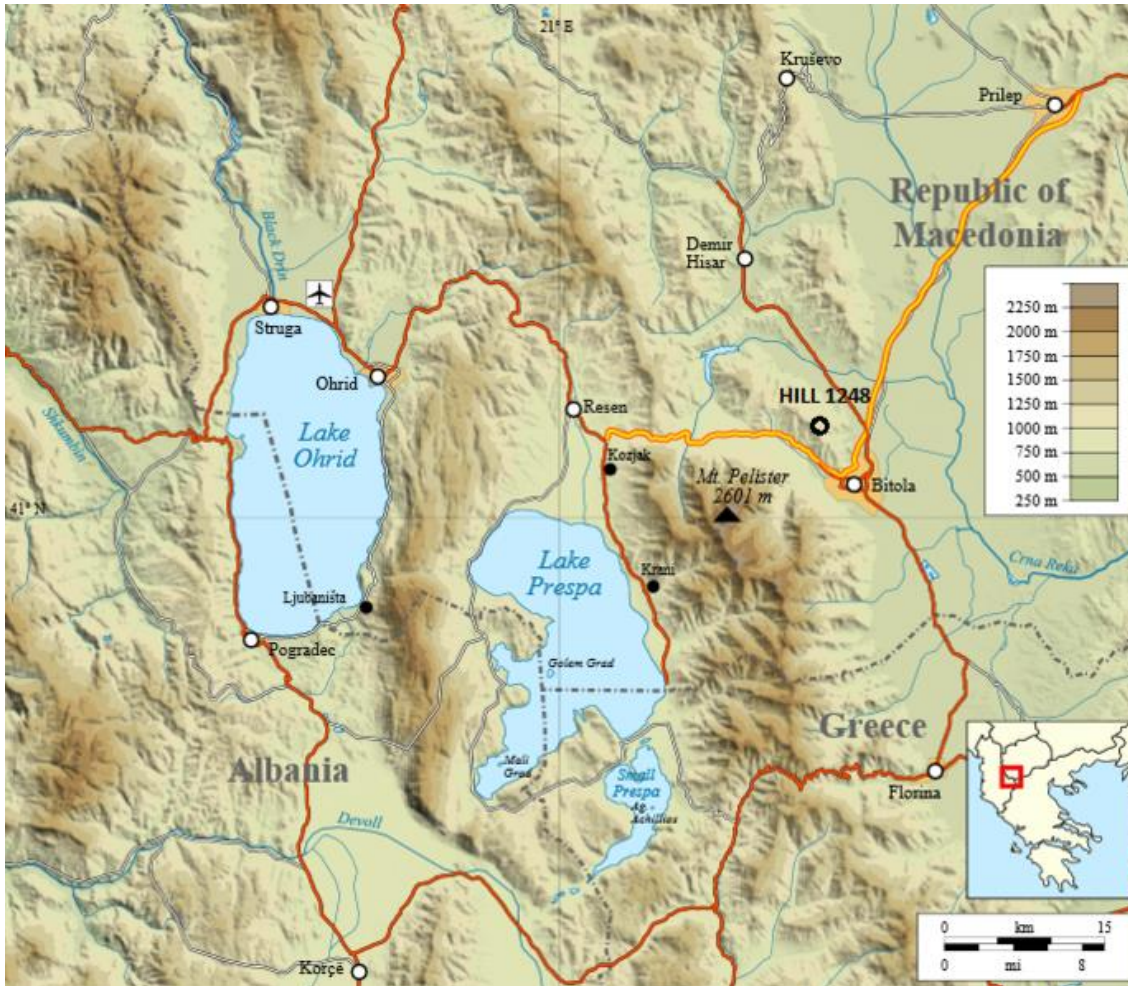 21° E
Kruševo
Prilep
Republic of
Macedonia
Black Drin
Demir
Hisar
Struga
2250 m
2000 m
1750 m
1500 m
1250 m
1000 m
750 m
500 m
250 m
Ohrid
HILL 1248
Resen
Shkumbin
Lake
Ohrid
Kozjak
Mt. Pelister
2601 m
Bitola
41° N
Lake
Prespa
Crna Reka
Krani
Ljubaništa
Pogradec
Golem Grad
Greece
Albania
Mali
Grad
Small
Prespa
Ag.
Achillios
Florina
Devoll
0 km 15
0 mi 8
Korçë